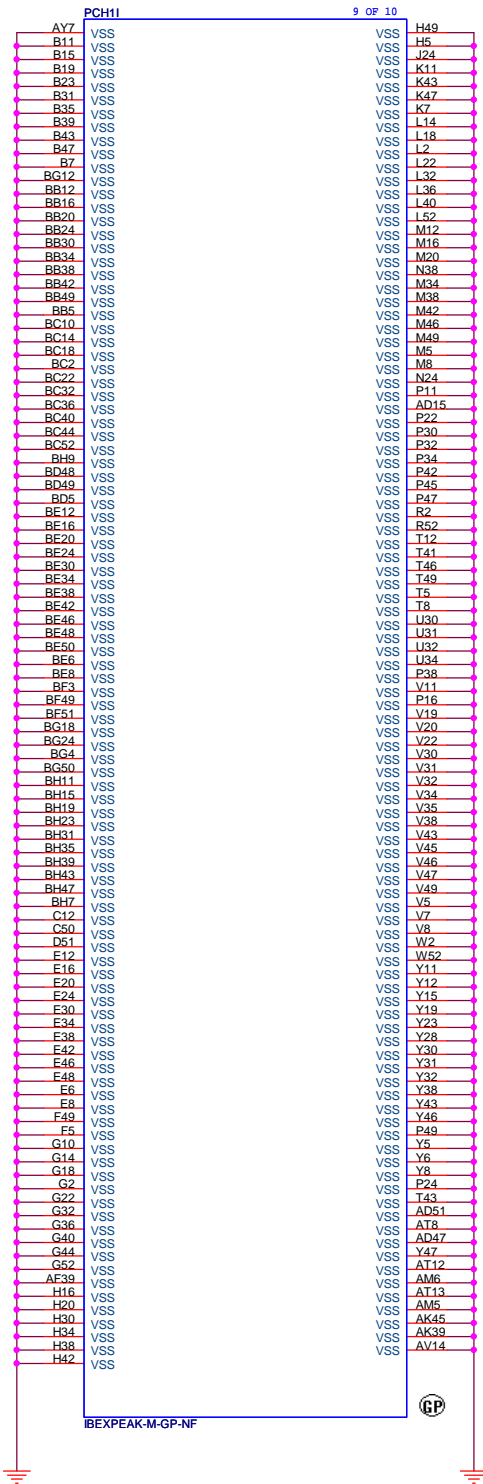 PCH1I 9 OF 10
AY7 VSS VSS H49
B11 VSS VSS H5
B15 VSS VSS J24
B19 VSS VSS K11
B23 VSS VSS K43
B31 VSS VSS K47
B35 VSS VSS K7
B39 VSS VSS L14
B43 VSS VSS L18
B47 VSS VSS L2
B7 VSS VSS L22
BG12 VSS VSS L32
BB12 VSS VSS L36
BB16 VSS VSS L40
BB20 VSS VSS L52
BB24 VSS VSS M12
BB30 VSS VSS M16
BB34 VSS VSS M20
BB38 VSS VSS N38
BB42 VSS VSS M34
BB49 VSS VSS M38
BB5 VSS VSS M42
BC10 VSS VSS M46
BC14 VSS VSS M49
BC18 VSS VSS M5
BC2 VSS VSS M8
BC22 VSS VSS N24
BC32 VSS VSS P11
BC36 VSS VSS AD15
BC40 VSS VSS P22
BC44 VSS VSS P30
BC52 VSS VSS P32
BH9 VSS VSS P34
BD48 VSS VSS P42
BD49 VSS VSS P45
BD5 VSS VSS P47
BE12 VSS VSS R2
BE16 VSS VSS R52
BE20 VSS VSS T12
BE24 VSS VSS T41
BE30 VSS VSS T46
BE34 VSS VSS T49
BE38 VSS VSS T5
BE42 VSS VSS T8
BE46 VSS VSS U30
BE48 VSS VSS U31
BE50 VSS VSS U32
BE6 VSS VSS U34
BE8 VSS VSS P38
BF3 VSS VSS V11
BF49 VSS VSS P16
BF51 VSS VSS V19
BG18 VSS VSS V20
BG24 VSS VSS V22
BG4 VSS VSS V30
BG50 VSS VSS V31
BH11 VSS VSS V32
BH15 VSS VSS V34
BH19 VSS VSS V35
BH23 VSS VSS V38
BH31 VSS VSS V43
BH35 VSS VSS V45
BH39 VSS VSS V46
BH43 VSS VSS V47
BH47 VSS VSS V49
BH7 VSS VSS V5
C12 VSS VSS V7
C50 VSS VSS V8
D51 VSS VSS W2
E12 VSS VSS W52
E16 VSS VSS Y11
E20 VSS VSS Y12
E24 VSS VSS Y15
E30 VSS VSS Y19
E34 VSS VSS Y23
E38 VSS VSS Y28
E42 VSS VSS Y30
E46 VSS VSS Y31
E48 VSS VSS Y32
E6 VSS VSS Y38
E8 VSS VSS Y43
F49 VSS VSS Y46
F5 VSS VSS P49
G10 VSS VSS Y5
G14 VSS VSS Y6
G18 VSS VSS Y8
G2 VSS VSS P24
G22 VSS VSS T43
G32 VSS VSS AD51
G36 VSS VSS AT8
G40 VSS VSS AD47
G44 VSS VSS Y47
G52 VSS VSS AT12
AF39 VSS VSS AM6
H16 VSS VSS AT13
H20 VSS VSS AM5
H30 VSS VSS AK45
H34 VSS VSS AK39
H38 VSS VSS AV14
H42 VSS
GP
IBEXPEAK-M-GP-NF